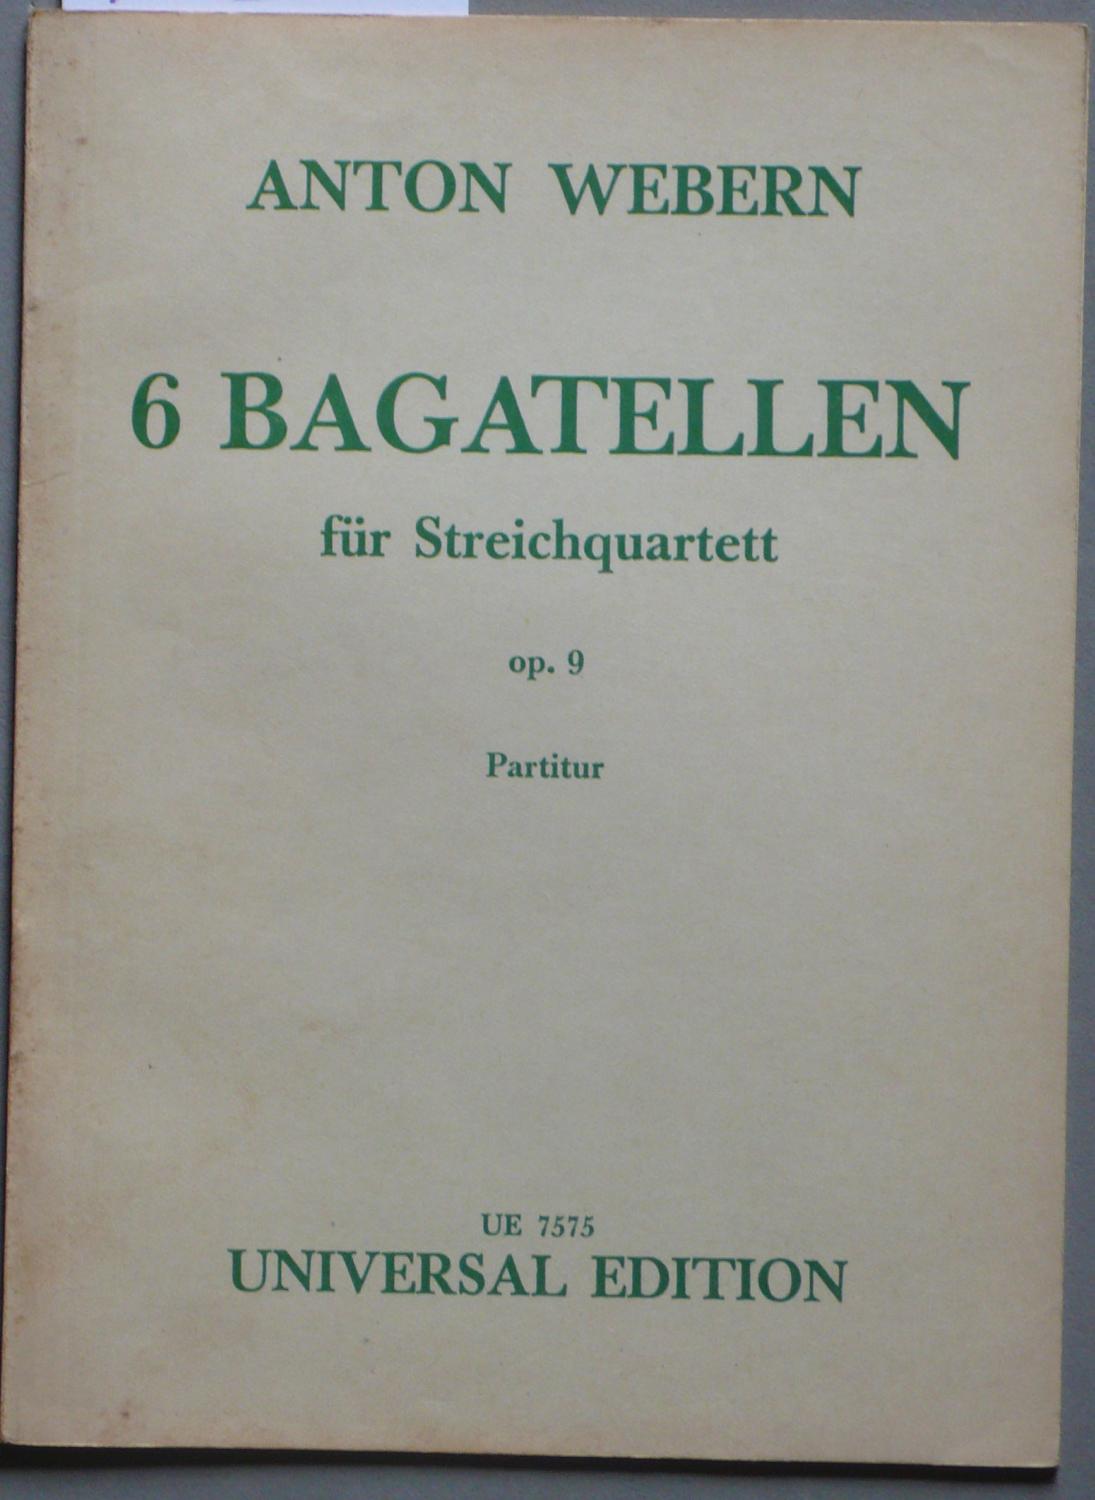 ANTON WEBERN
6 BAGATELLEN
für Streichquartett
op. 9
Partitur
UE 7575
UNIVERSAL EDITION